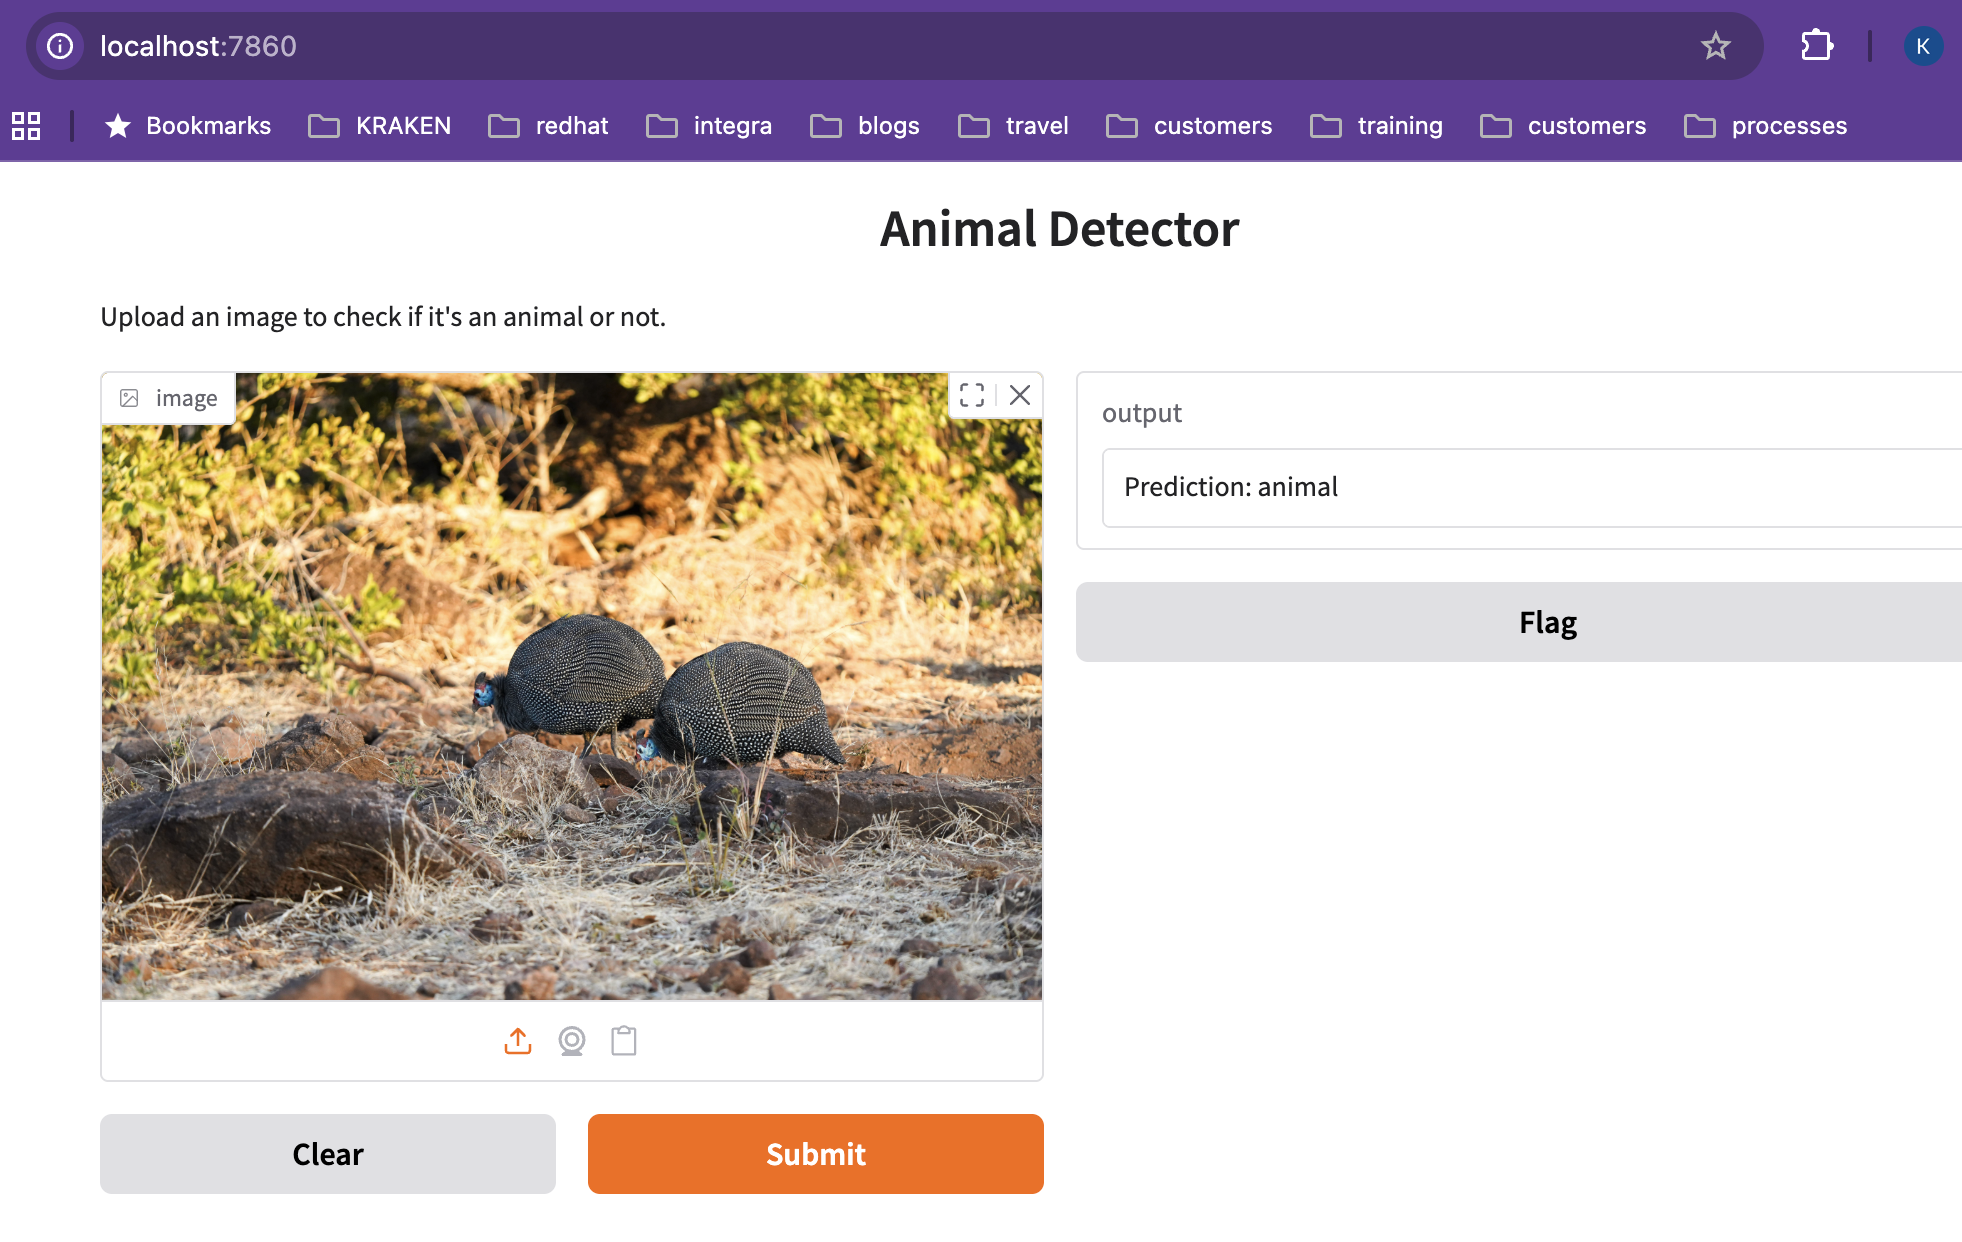 localhost:7860
K
Bookmarks KRAKEN redhat integra blogs travel customers training customers processes
Animal Detector
Upload an image to check if it's an animal or not.
image
output
Prediction: animal
Flag
Clear Submit